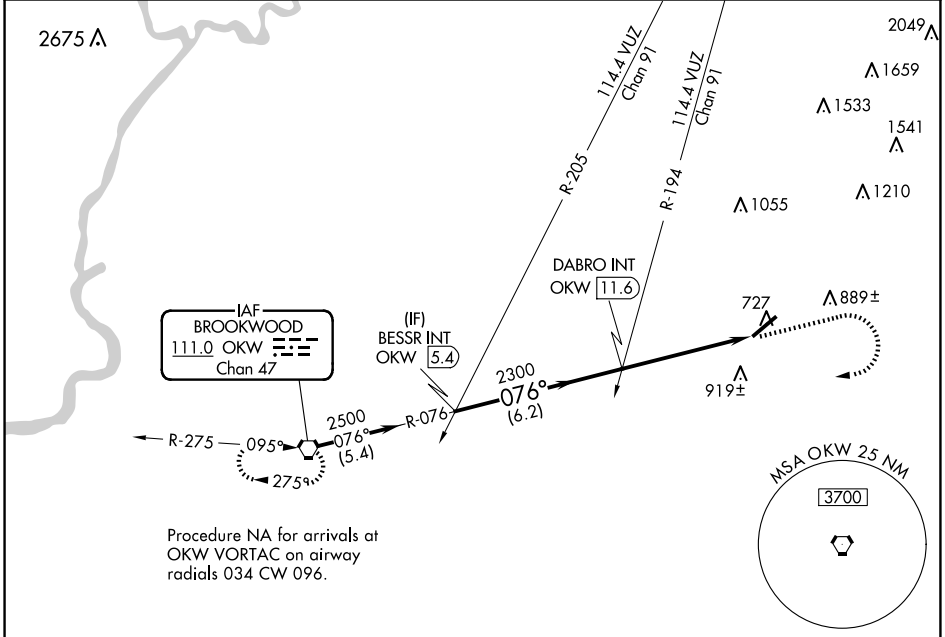 2675
2049
1659
1533
1541
1210
1055
114.4 VUZ
Chan 91
R-205
114.4 VUZ
Chan 91
R-194
DABRO INT
OKW 11.6
727
889±
919±
IAF
BROOKWOOD
111.0 OKW
Chan 47
(IF)
BESSR INT
OKW 5.4
2300
076°
(6.2)
2500
076°
(5.4)
R-076
R-275
095°
275°
MSA OKW 25 NM
3700
Procedure NA for arrivals at
OKW VORTAC on airway
radials 034 CW 096.